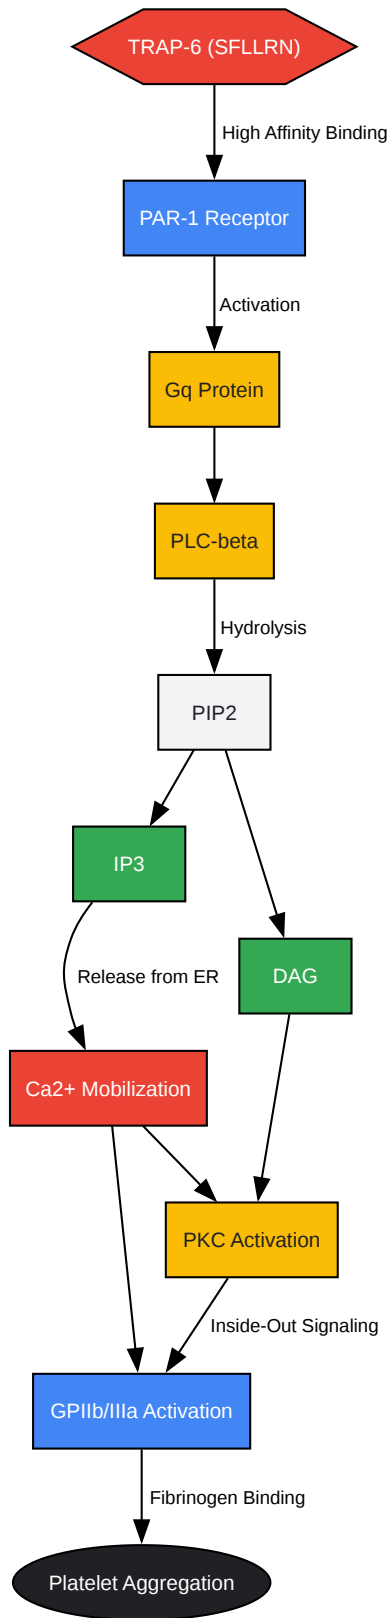 TRAP-6 (SFLLRN)
High Affinity Binding
PAR-1 Receptor
Activation
Gq Protein
PLC-beta
Hydrolysis
PIP2
IP3
DAG
Release from ER
Ca2+ Mobilization
PKC Activation
Inside-Out Signaling
GPIIb/IIIa Activation
Fibrinogen Binding
Platelet Aggregation